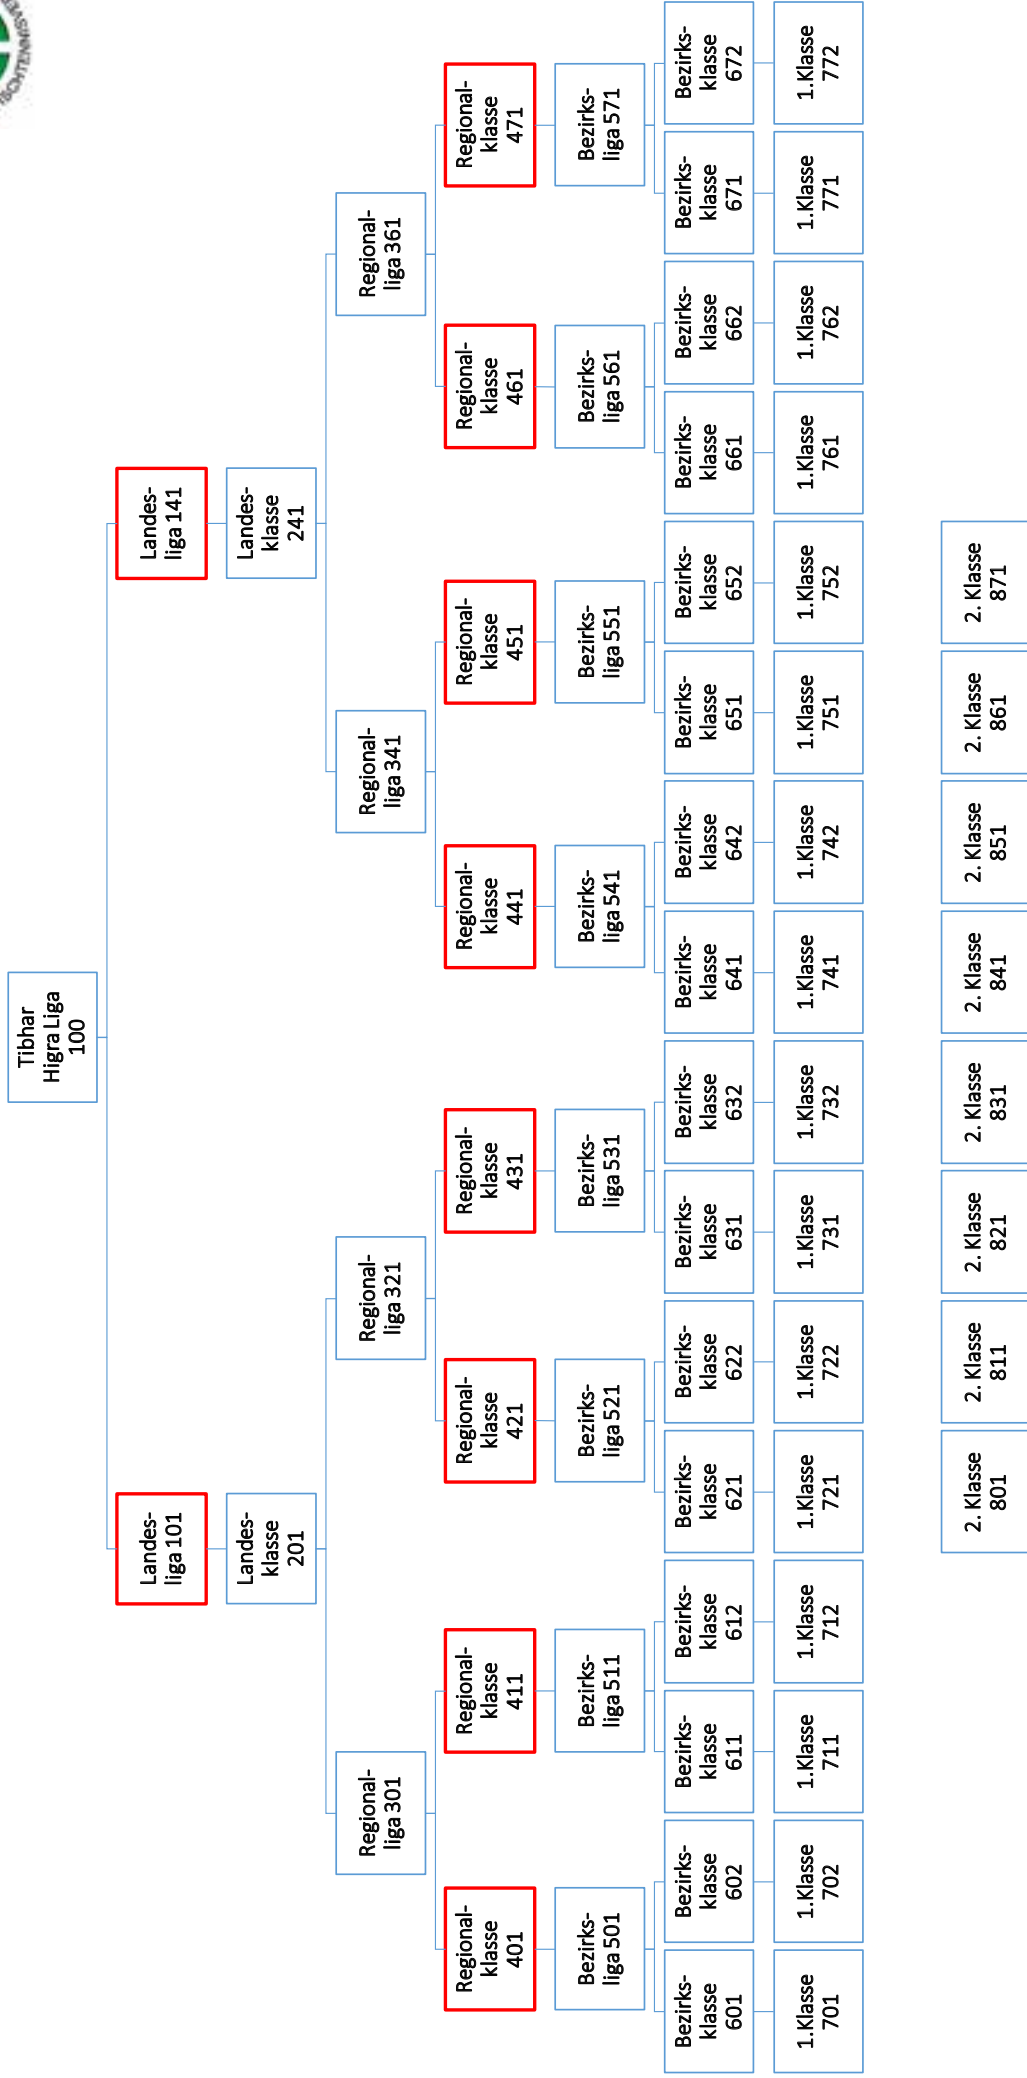 Tibhar
Higra Liga
100
Landes-
liga 101
Landes-
liga 141
Landes-
klasse
201
Landes-
klasse
241
Regional-
liga 301
Regional-
liga 321
Regional-
liga 341
Regional-
liga 361
Regional-
klasse
401
Regional-
klasse
411
Regional-
klasse
421
Regional-
klasse
431
Regional-
klasse
441
Regional-
klasse
451
Regional-
klasse
461
Regional-
klasse
471
Bezirks-
liga 501
Bezirks-
liga 511
Bezirks-
liga 521
Bezirks-
liga 531
Bezirks-
liga 541
Bezirks-
liga 551
Bezirks-
liga 561
Bezirks-
liga 571
Bezirks-
klasse
601
Bezirks-
klasse
602
Bezirks-
klasse
611
Bezirks-
klasse
612
Bezirks-
klasse
621
Bezirks-
klasse
622
Bezirks-
klasse
631
Bezirks-
klasse
632
Bezirks-
klasse
641
Bezirks-
klasse
642
Bezirks-
klasse
651
Bezirks-
klasse
652
Bezirks-
klasse
661
Bezirks-
klasse
662
Bezirks-
klasse
671
Bezirks-
klasse
672
1.Klasse
701
1.Klasse
702
1.Klasse
711
1.Klasse
712
1.Klasse
721
1.Klasse
722
1.Klasse
731
1.Klasse
732
1.Klasse
741
1.Klasse
742
1.Klasse
751
1.Klasse
752
1.Klasse
761
1.Klasse
762
1.Klasse
771
1.Klasse
772
2. Klasse
801
2. Klasse
811
2. Klasse
821
2. Klasse
831
2. Klasse
841
2. Klasse
851
2. Klasse
861
2. Klasse
871